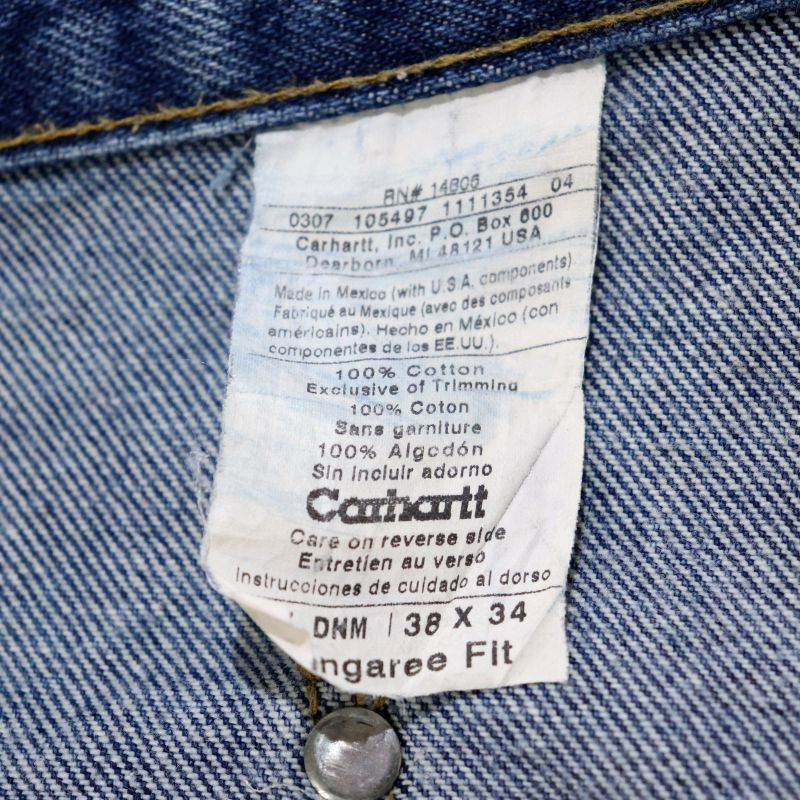 RN# 14806
0307 105497 1111354 04
Carhartt, Inc. P.O. Box 600
Dearborn, MI 48121 USA
Made in Mexico (with U.S.A. components)
Fabriqué au Mexique (avec des composants
américains). Hecho en México (con
componentes de los EE.UU.).
100% Cotton
Exclusive of Trimming
100% Coton
Sans garniture
100% Algodón
Sin incluir adorno
Carhartt
Care on reverse side
Entretien au verso
Instrucciones de cuidado al dorso
DNM | 38 X 34
ngaree Fit